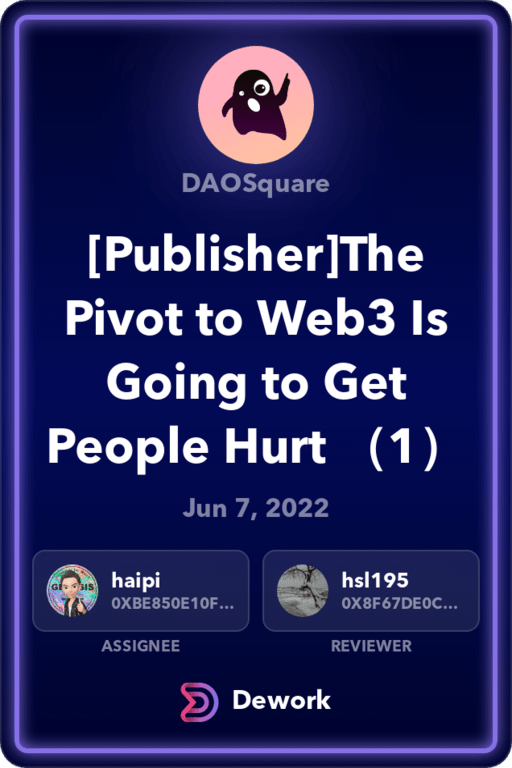 DAOSquare
[Publisher]The
Pivot to Web3 Is
Going to Get
People Hurt （1）
Jun 7, 2022
haipi
0XBE850E10F...
hsl195
0X8F67DE0C...
ASSIGNEE
REVIEWER
Dework